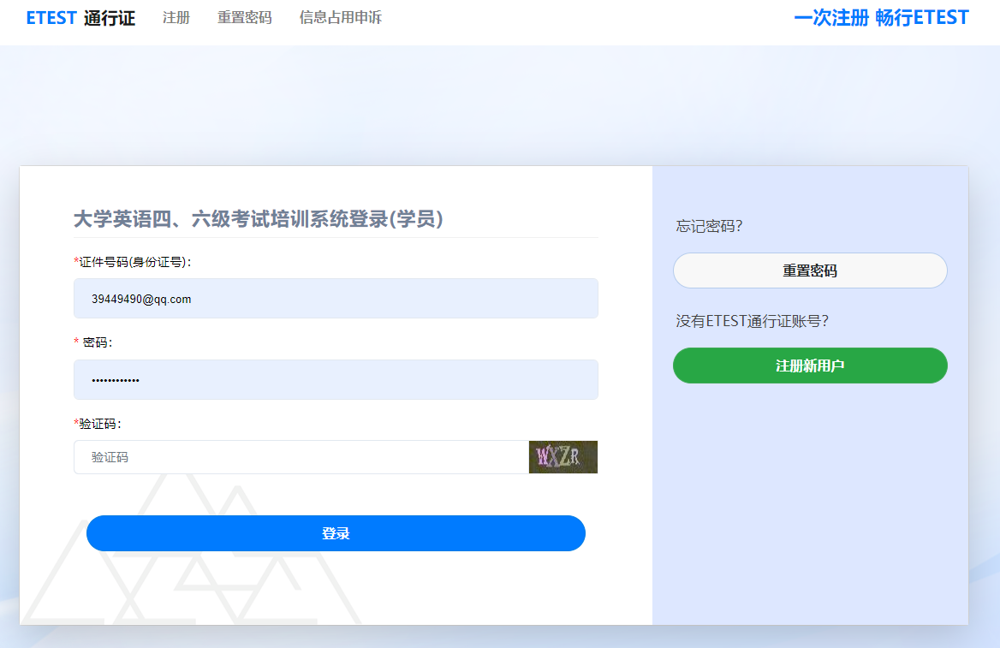 ETEST 通行证 注册 重置密码 信息占用申诉 一次注册 畅行ETEST
大学英语四、六级考试培训系统登录(学员)
*证件号码(身份证号):
39449490@qq.com
* 密码:
••••••••••••
*验证码:
验证码 WXZR
登录
忘记密码?
重置密码
没有ETEST通行证账号?
注册新用户